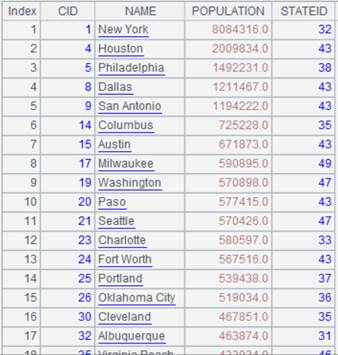 Index CID NAME POPULATION STATEID
1 1 New York 8084316.0 32
2 4 Houston 2009834.0 43
3 5 Philadelphia 1492231.0 38
4 8 Dallas 1211467.0 43
5 9 San Antonio 1194222.0 43
6 14 Columbus 725228.0 35
7 15 Austin 671873.0 43
8 17 Milwaukee 590895.0 49
9 19 Washington 570898.0 47
10 20 Paso 577415.0 43
11 21 Seattle 570426.0 47
12 23 Charlotte 580597.0 33
13 24 Fort Worth 567516.0 43
14 25 Portland 539438.0 37
15 26 Oklahoma City 519034.0 36
16 30 Cleveland 467851.0 35
17 32 Albuquerque 463874.0 31
18 35 Virginia Beach 46